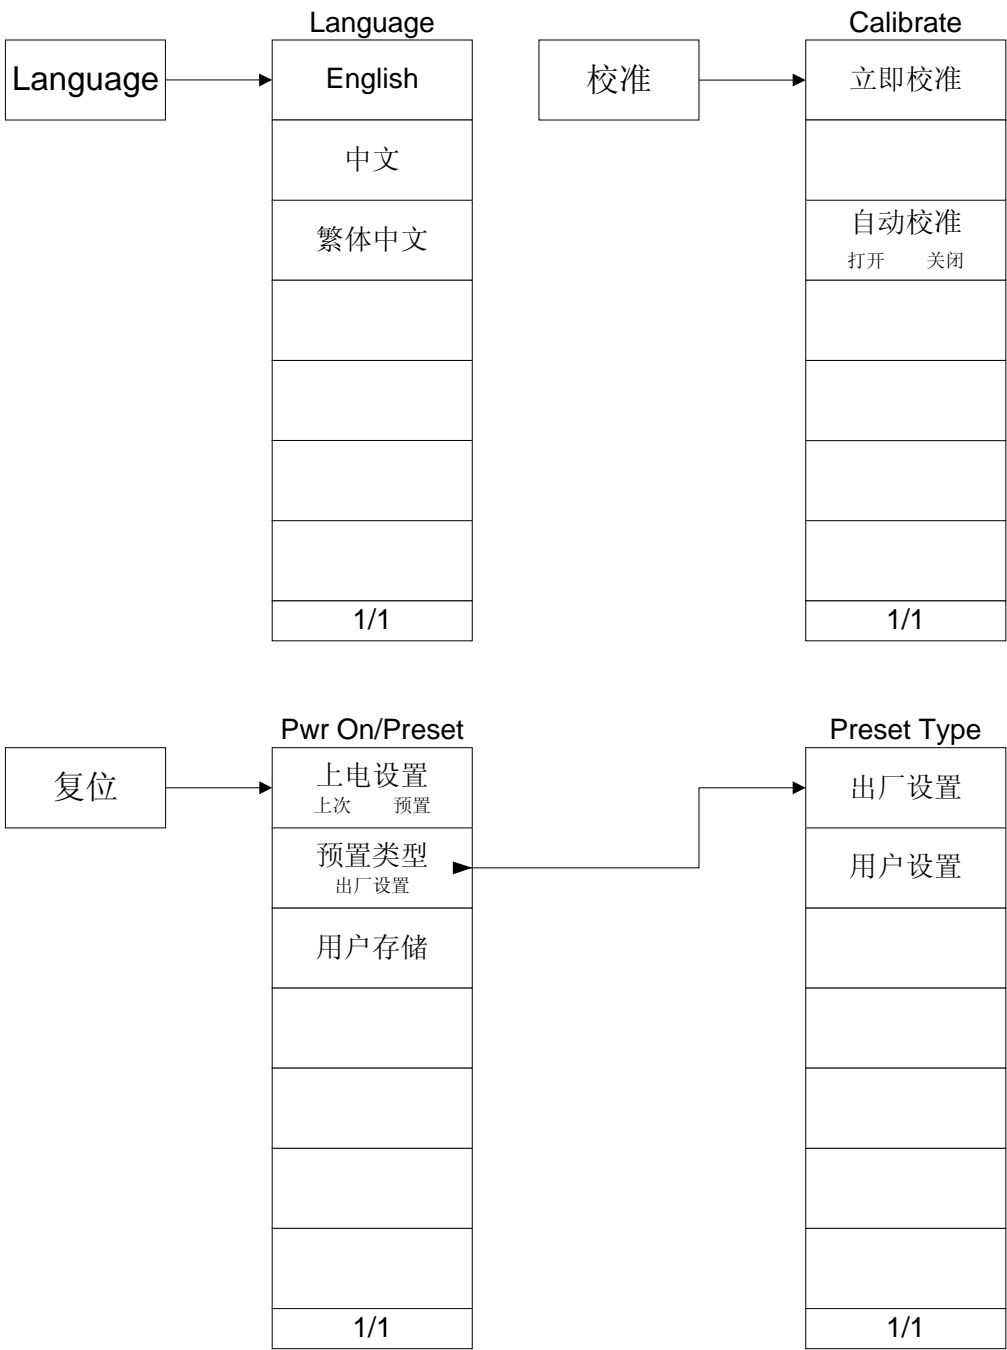 Language
Language
English
中文
繁体中文
1/1
Calibrate
校准
立即校准
自动校准
打开 关闭
1/1
Pwr On/Preset
复位
上电设置
上次 预置
预置类型
出厂设置
用户存储
1/1
Preset Type
出厂设置
用户设置
1/1